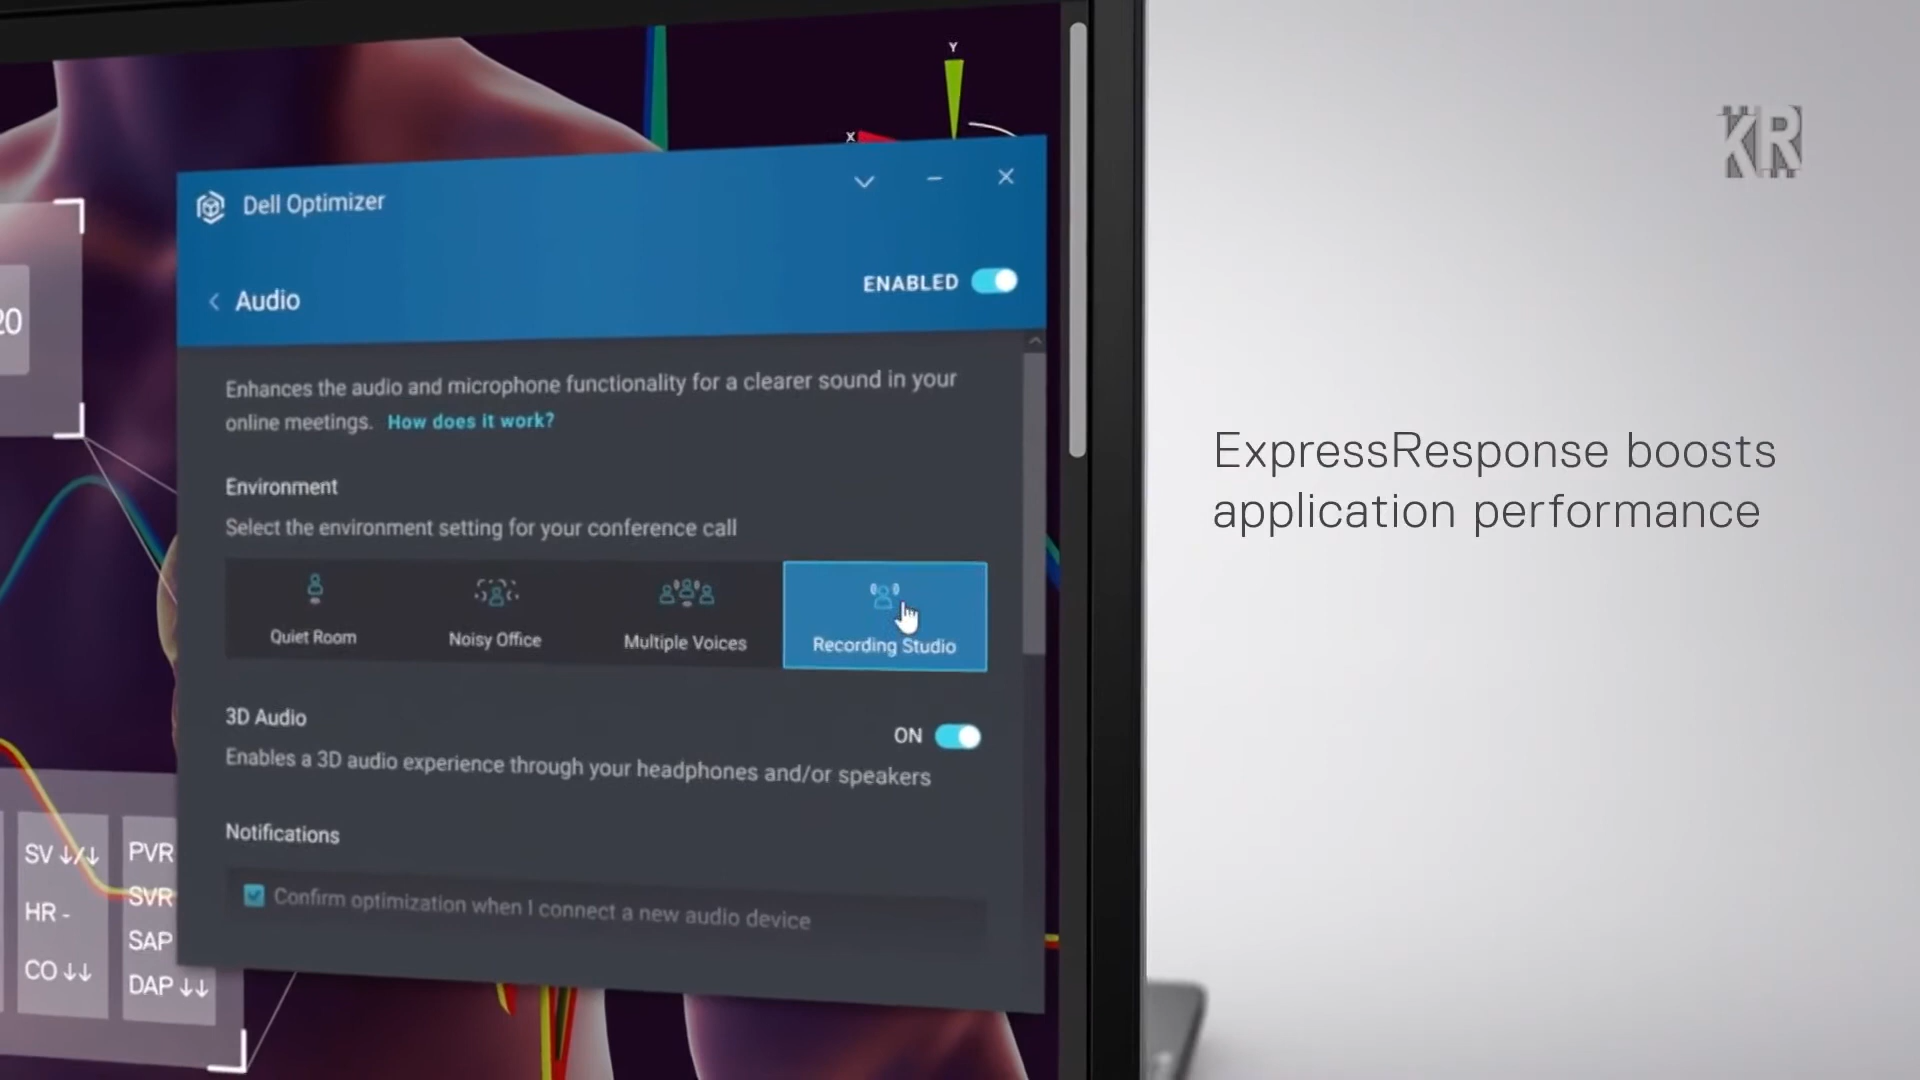 Y
X
KR
Dell Optimizer
ENABLED
Audio
20
Enhances the audio and microphone functionality for a clearer sound in your
online meetings. How does it work?
Environment
Select the environment setting for your conference call
Quiet Room
Noisy Office
Multiple Voices
Recording Studio
3D Audio
ON
Enables a 3D audio experience through your headphones and/or speakers
Notifications
Confirm optimization when I connect a new audio device
SV ↓/↓
HR -
CO ↓↓
PVR
SVR
SAP
DAP ↓↓
ExpressResponse boosts
application performance